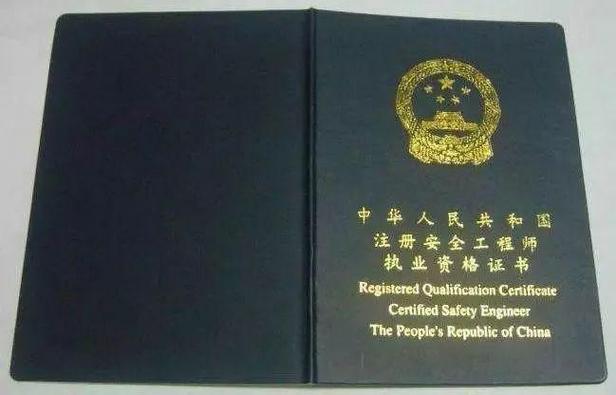 中华人民共和国
注册安全工程师
执业资格证书
Registered Qualification Certificate
Certified Safety Engineer
The People's Republic of China